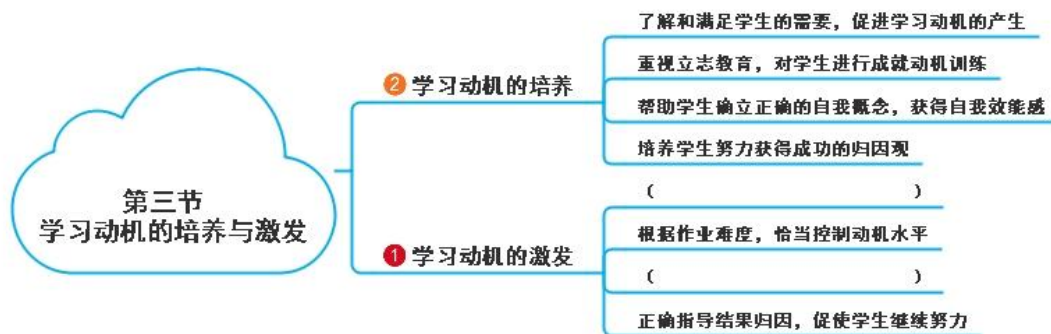 第三节
学习动机的培养与激发
2 学习动机的培养
了解和满足学生的需要，促进学习动机的产生
重视立志教育，对学生进行成就动机训练
帮助学生确立正确的自我概念，获得自我效能感
培养学生努力获得成功的归因观
1 学习动机的激发
（ ）
根据作业难度，恰当控制动机水平
（ ）
正确指导结果归因，促使学生继续努力